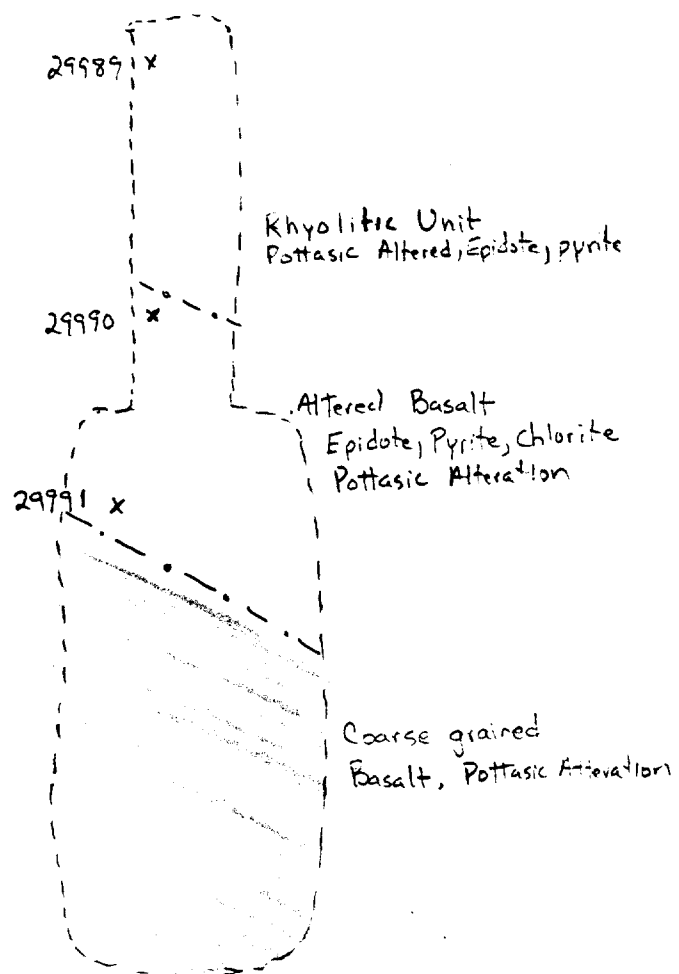 29989 x
Rhyolitic Unit
Pottasic Altered, Epidote, pyrite
29990 x
Altered Basalt
Epidote, Pyrite, Chlorite
Pottasic Alteration
29991 x
Coarse grained
Basalt, Pottasic Alteration